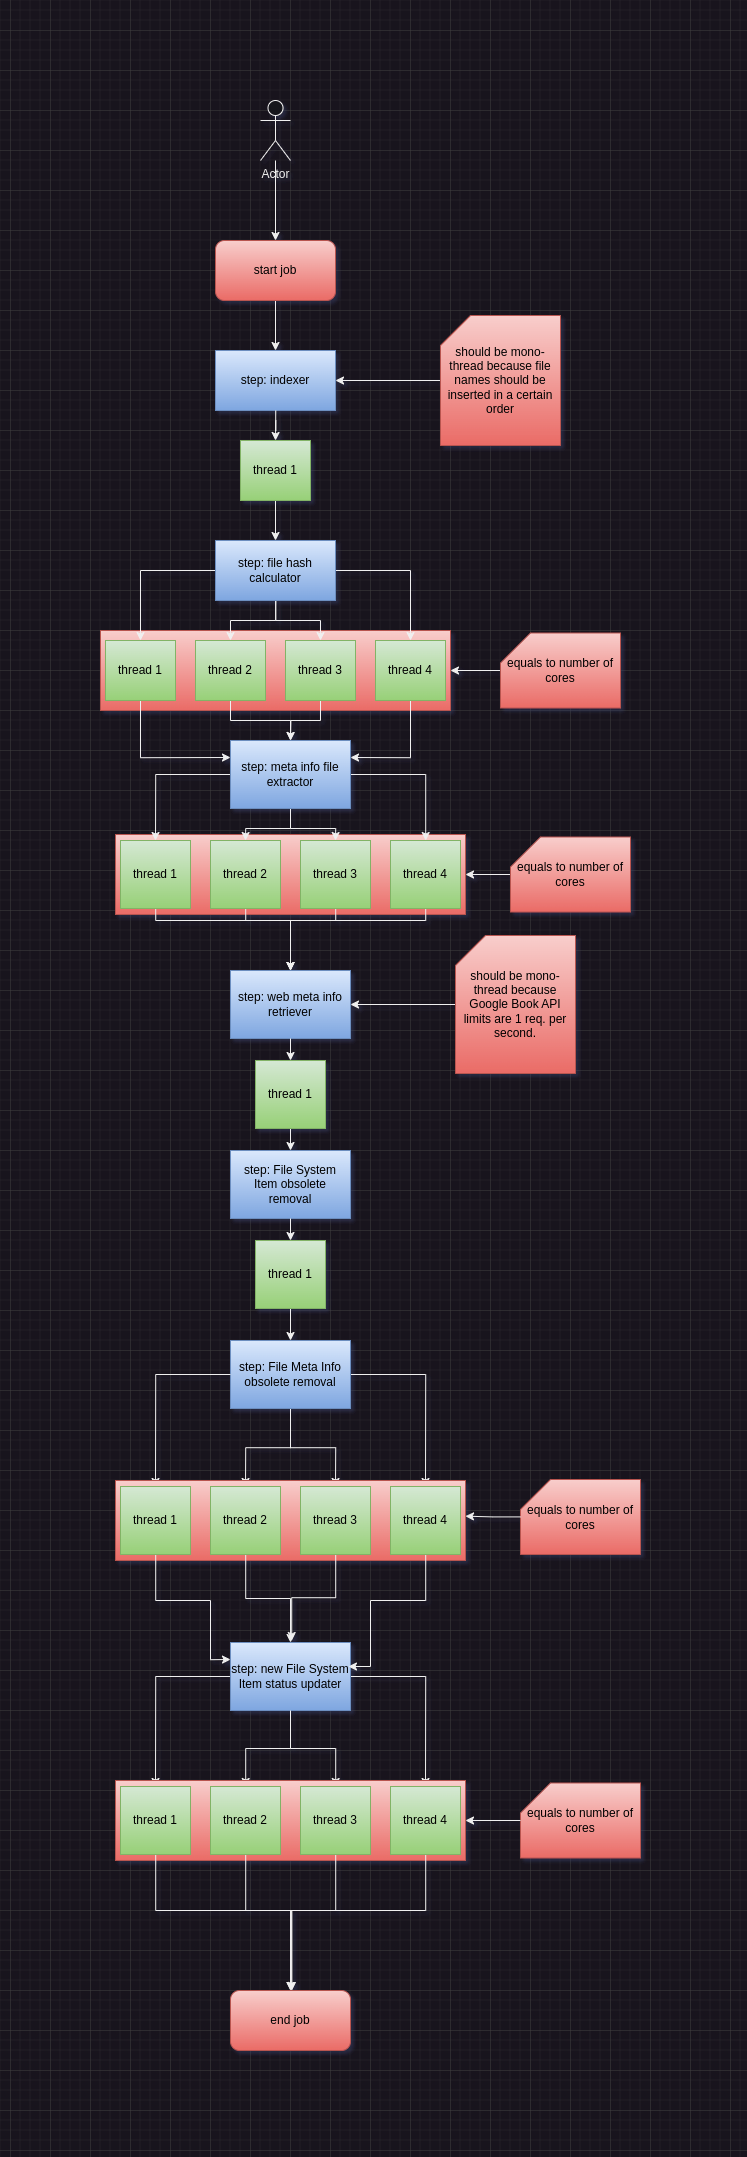 Actor
start job
should be mono-
thread because file
names should be
inserted in a certain
order
step: indexer
thread 1
step: file hash
calculator
thread 1
thread 2
thread 3
thread 4
equals to number of
cores
step: meta info file
extractor
thread 1
thread 2
thread 3
thread 4
equals to number of
cores
should be mono-
thread because
Google Book API
limits are 1 req. per
second.
step: web meta info
retriever
thread 1
step: File System
Item obsolete
removal
thread 1
step: File Meta Info
obsolete removal
thread 1
thread 2
thread 3
thread 4
equals to number of
cores
step: new File System
Item status updater
thread 1
thread 2
thread 3
thread 4
equals to number of
cores
end job